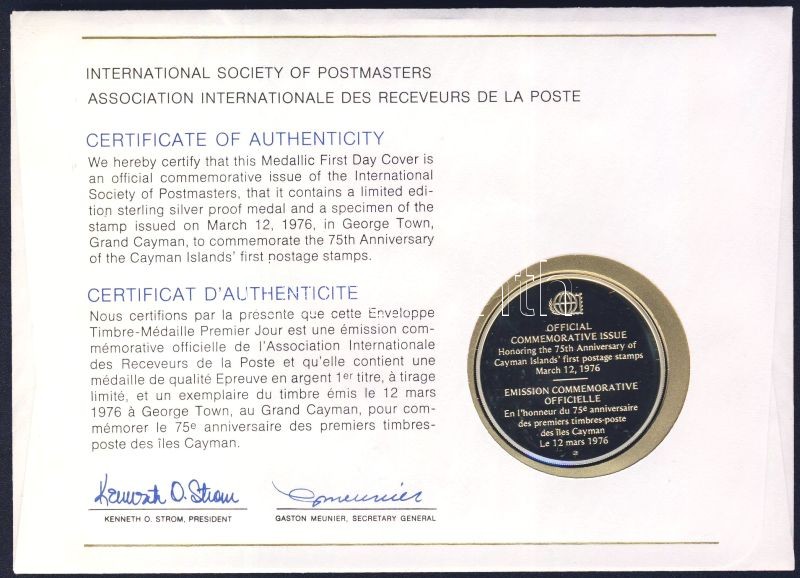 INTERNATIONAL SOCIETY OF POSTMASTERS
ASSOCIATION INTERNATIONALE DES RECEVEURS DE LA POSTE
CERTIFICATE OF AUTHENTICITY
We hereby certify that this Medallic First Day Cover is
an official commemorative issue of the International
Society of Postmasters, that it contains a limited edi-
tion sterling silver proof medal and a specimen of the
stamp issued on March 12, 1976, in George Town,
Grand Cayman, to commemorate the 75th Anniversary
of the Cayman Islands' first postage stamps.
CERTIFICAT D'AUTHENTICITE
Nous certifions par la présente que cette Enveloppe
Timbre-Médaille Premier Jour est une émission com-
mémorative officielle de l'Association Internationale
des Receveurs de la Poste et qu'elle contient une
médaille de qualité Epreuve en argent 1er titre, à tirage
limité, et un exemplaire du timbre émis le 12 mars
1976 à George Town, au Grand Cayman, pour com-
mémorer le 75e anniversaire des premiers timbres-
poste des îles Cayman.
Kenneth O. Strom
KENNETH O. STROM, PRESIDENT
G Meunier
GASTON MEUNIER, SECRETARY GENERAL
OFFICIAL
COMMEMORATIVE ISSUE
Honoring the 75th Anniversary of
Cayman Islands' first postage stamps
March 12, 1976
EMISSION COMMEMORATIVE
OFFICIELLE
En l'honneur du 75e anniversaire
des premiers timbres-poste
des îles Cayman
Le 12 mars 1976